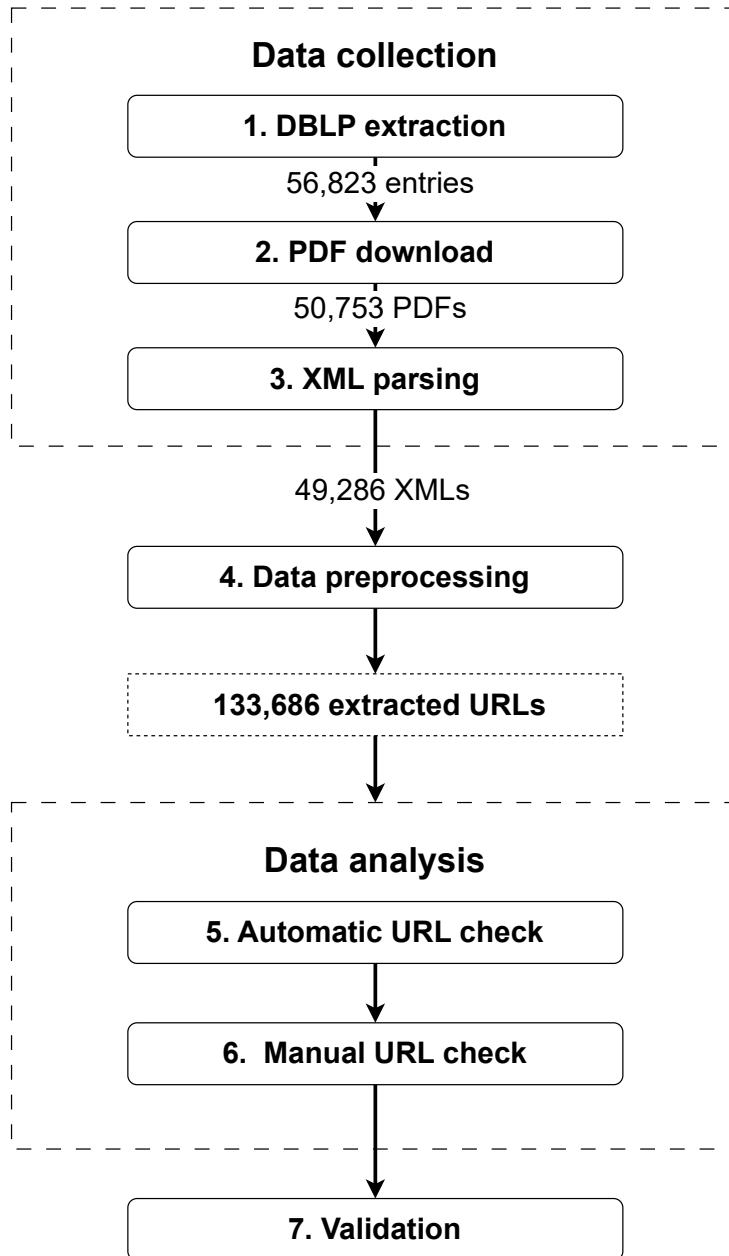 Data collection
1. DBLP extraction
56,823 entries
2. PDF download
50,753 PDFs
3. XML parsing
49,286 XMLs
4. Data preprocessing
133,686 extracted URLs
Data analysis
5. Automatic URL check
6. Manual URL check
7. Validation